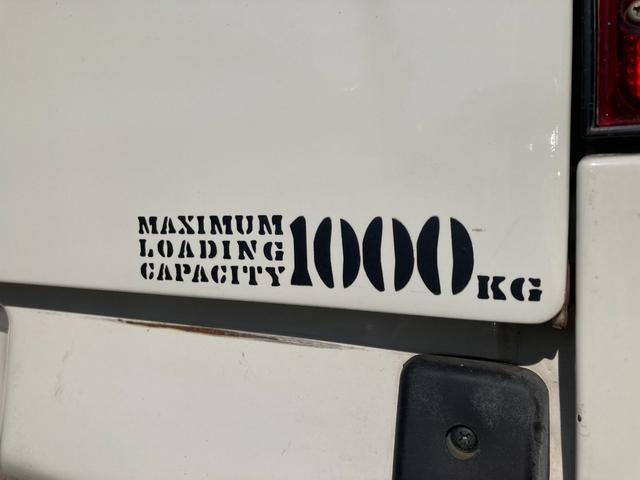 MAXIMUM
LOADING
CAPACITY
1000 KG